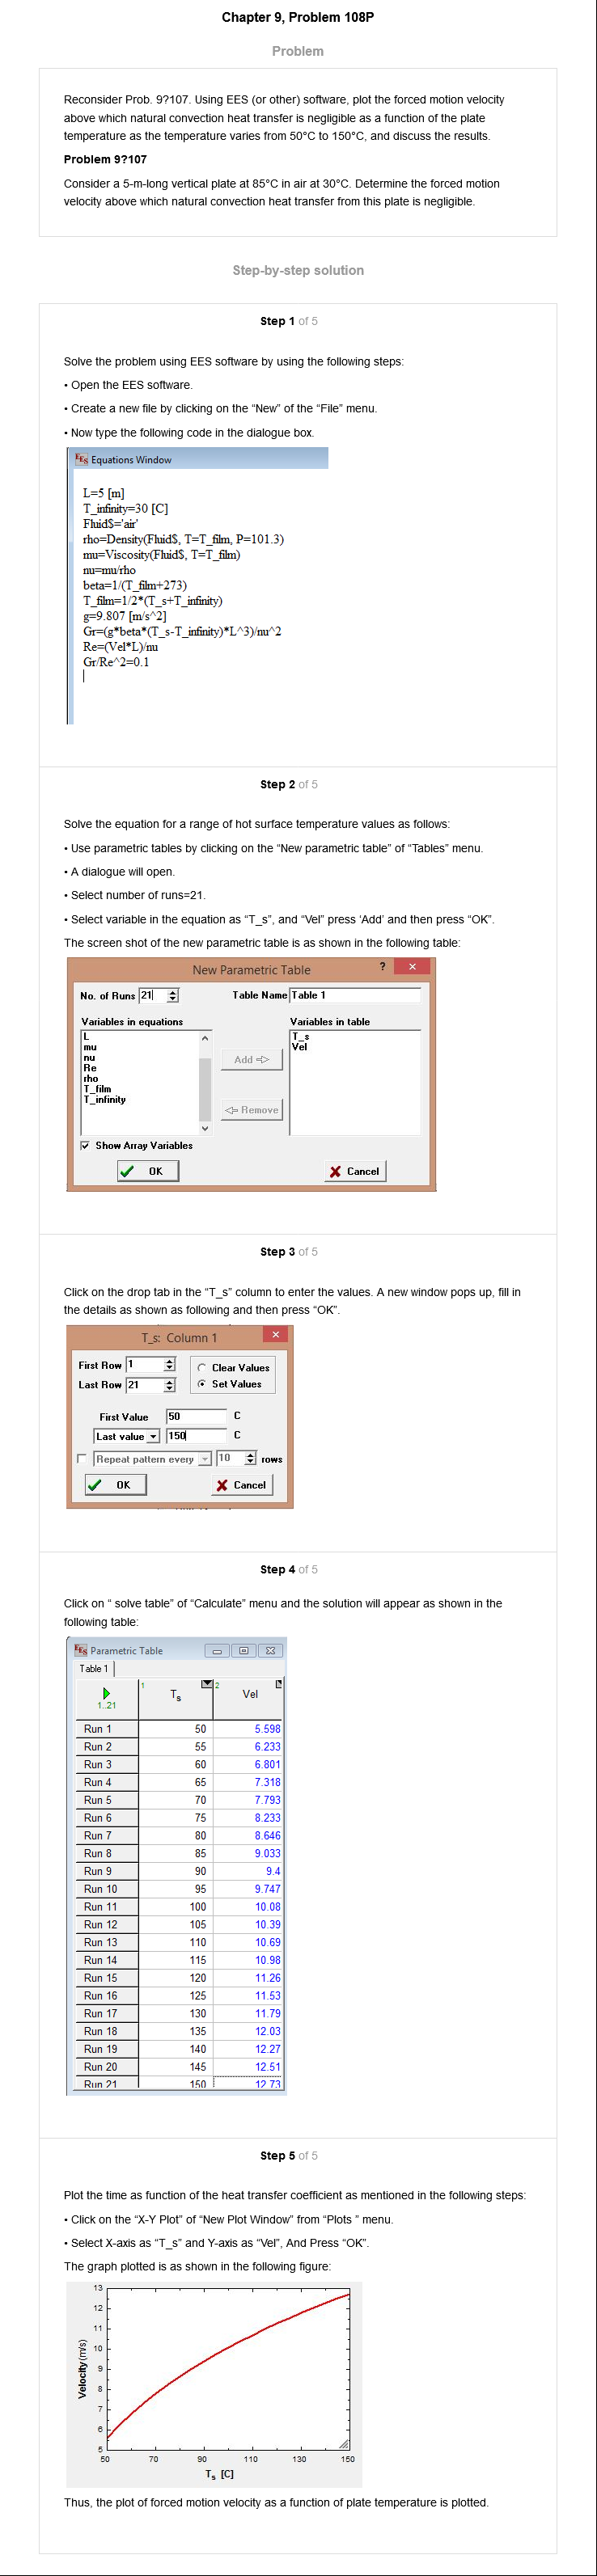 Chapter 9, Problem 108P
Problem
Reconsider Prob. 9?107. Using EES (or other) software, plot the forced motion velocity
above which natural convection heat transfer is negligible as a function of the plate
temperature as the temperature varies from 50°C to 150°C, and discuss the results.
Problem 9?107
Consider a 5-m-long vertical plate at 85°C in air at 30°C. Determine the forced motion
velocity above which natural convection heat transfer from this plate is negligible.
Step-by-step solution
Step 1 of 5
Solve the problem using EES software by using the following steps:
• Open the EES software.
• Create a new file by clicking on the “New” of the “File” menu.
• Now type the following code in the dialogue box.
EES Equations Window
L=5 [m]
T_infinity=30 [C]
Fluid$='air'
rho=Density(Fluid$, T=T_film, P=101.3)
mu=Viscosity(Fluid$, T=T_film)
nu=mu/rho
beta=1/(T_film+273)
T_film=1/2*(T_s+T_infinity)
g=9.807 [m/s^2]
Gr=(g*beta*(T_s-T_infinity)*L^3)/nu^2
Re=(Vel*L)/nu
Gr/Re^2=0.1
Step 2 of 5
Solve the equation for a range of hot surface temperature values as follows:
• Use parametric tables by clicking on the “New parametric table” of “Tables” menu.
• A dialogue will open.
• Select number of runs=21.
• Select variable in the equation as “T_s”, and “Vel” press ‘Add’ and then press “OK”.
The screen shot of the new parametric table is as shown in the following table:
New Parametric Table ? ×
No. of Runs 21 Table Name Table 1
Variables in equations Variables in table
L T_s
mu Vel
nu
Re
rho
T_film
T_infinity
Add
Remove
Show Array Variables
OK Cancel
Step 3 of 5
Click on the drop tab in the “T_s” column to enter the values. A new window pops up, fill in
the details as shown as following and then press “OK”.
T_s: Column 1 ×
First Row 1 Clear Values
Last Row 21 Set Values
First Value 50 C
Last value 150 C
Repeat pattern every 10 rows
OK Cancel
Step 4 of 5
Click on “ solve table” of “Calculate” menu and the solution will appear as shown in the
following table:
EES Parametric Table
Table 1
1..21 1 Ts 2 Vel
Run 1 50 5.598
Run 2 55 6.233
Run 3 60 6.801
Run 4 65 7.318
Run 5 70 7.793
Run 6 75 8.233
Run 7 80 8.646
Run 8 85 9.033
Run 9 90 9.4
Run 10 95 9.747
Run 11 100 10.08
Run 12 105 10.39
Run 13 110 10.69
Run 14 115 10.98
Run 15 120 11.26
Run 16 125 11.53
Run 17 130 11.79
Run 18 135 12.03
Run 19 140 12.27
Run 20 145 12.51
Run 21 150 12.73
Step 5 of 5
Plot the time as function of the heat transfer coefficient as mentioned in the following steps:
• Click on the “X-Y Plot” of “New Plot Window” from “Plots ” menu.
• Select X-axis as “T_s” and Y-axis as “Vel”, And Press “OK”.
The graph plotted is as shown in the following figure:
13
12
11
10
9
8
7
6
5
Velocity (m/s)
50 70 90 110 130 150
Ts [C]
Thus, the plot of forced motion velocity as a function of plate temperature is plotted.